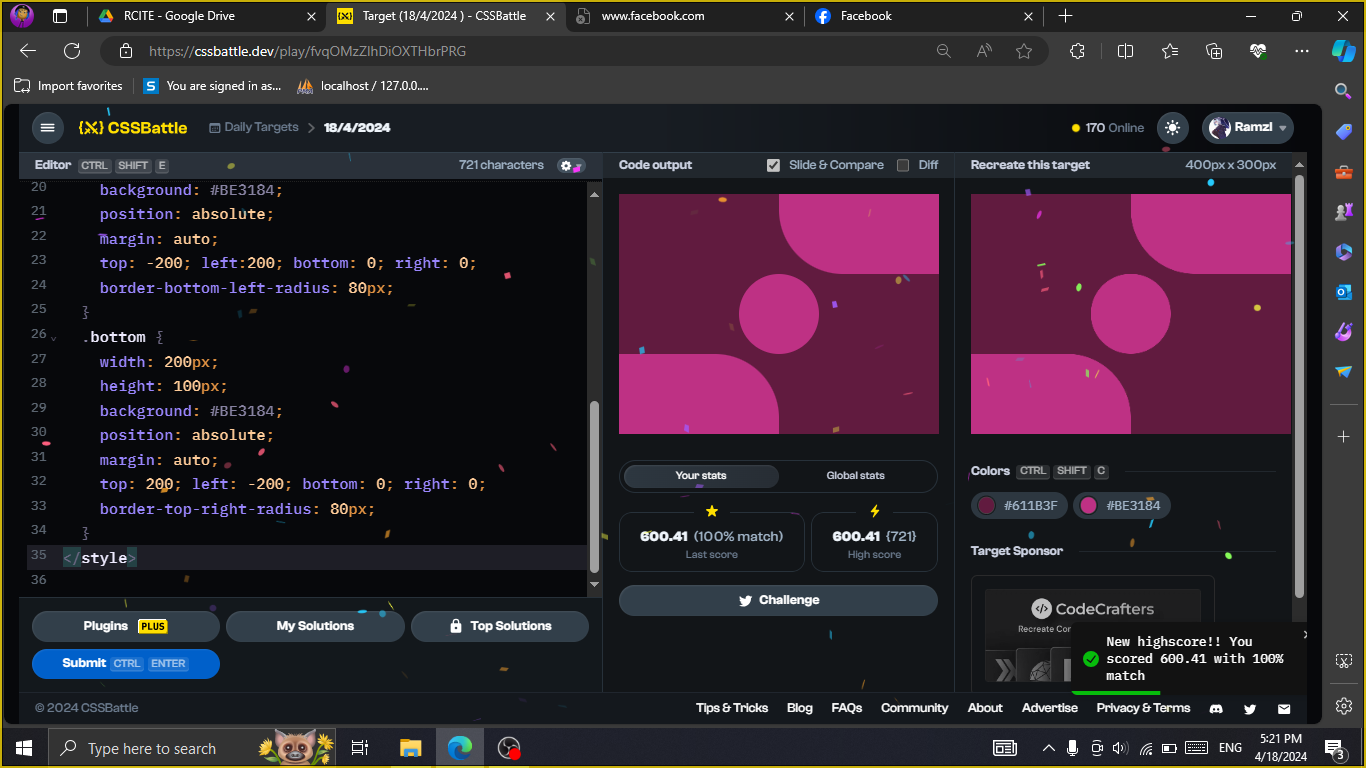 RCITE - Google Drive
Target (18/4/2024 ) - CSSBattle
www.facebook.com
Facebook
https://cssbattle.dev/play/fvqOMzZlhDiOXTHbrPRG
Import favorites
You are signed in as...
localhost / 127.0.0....
{X} CSSBattle
Daily Targets > 18/4/2024
170 Online
Ramzl
Editor CTRL SHIFT E
721 characters
Code output
Slide & Compare
Diff
Recreate this target
400px x 300px
20 background: #BE3184;
21 position: absolute;
22 margin: auto;
23 top: -200; left:200; bottom: 0; right: 0;
24 border-bottom-left-radius: 80px;
25 }
26 .bottom {
27 width: 200px;
28 height: 100px;
29 background: #BE3184;
30 position: absolute;
31 margin: auto;
32 top: 200; left: -200; bottom: 0; right: 0;
33 border-top-right-radius: 80px;
34 }
35 </style>
36
Your stats
Global stats
600.41 (100% match)
Last score
600.41 {721}
High score
Challenge
Colors CTRL SHIFT C
#611B3F
#BE3184
Target Sponsor
CodeCrafters
Recreate Co
New highscore!! You
scored 600.41 with 100%
match
Plugins PLUS
My Solutions
Top Solutions
Submit CTRL ENTER
© 2024 CSSBattle
Tips & Tricks
Blog
FAQs
Community
About
Advertise
Privacy & Terms
Type here to search
ENG
5:21 PM
4/18/2024
3